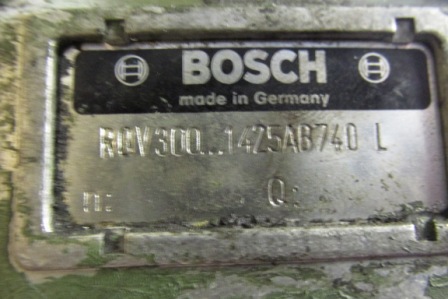 BOSCH
made in Germany
RQV300...1425AB740 L
Q: